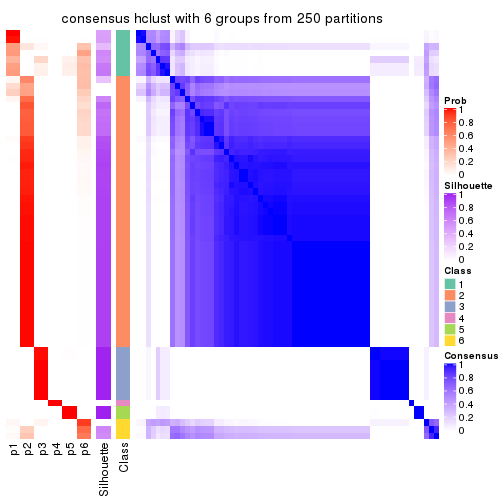 consensus hclust with 6 groups from 250 partitions
Prob
1
0.8
0.6
0.4
0.2
0
Silhouette
1
0.8
0.6
0.4
0.2
0
Class
1
2
3
4
5
6
Consensus
1
0.8
0.6
0.4
0.2
0
p1
p2
p3
p4
p5
p6
Silhouette
Class